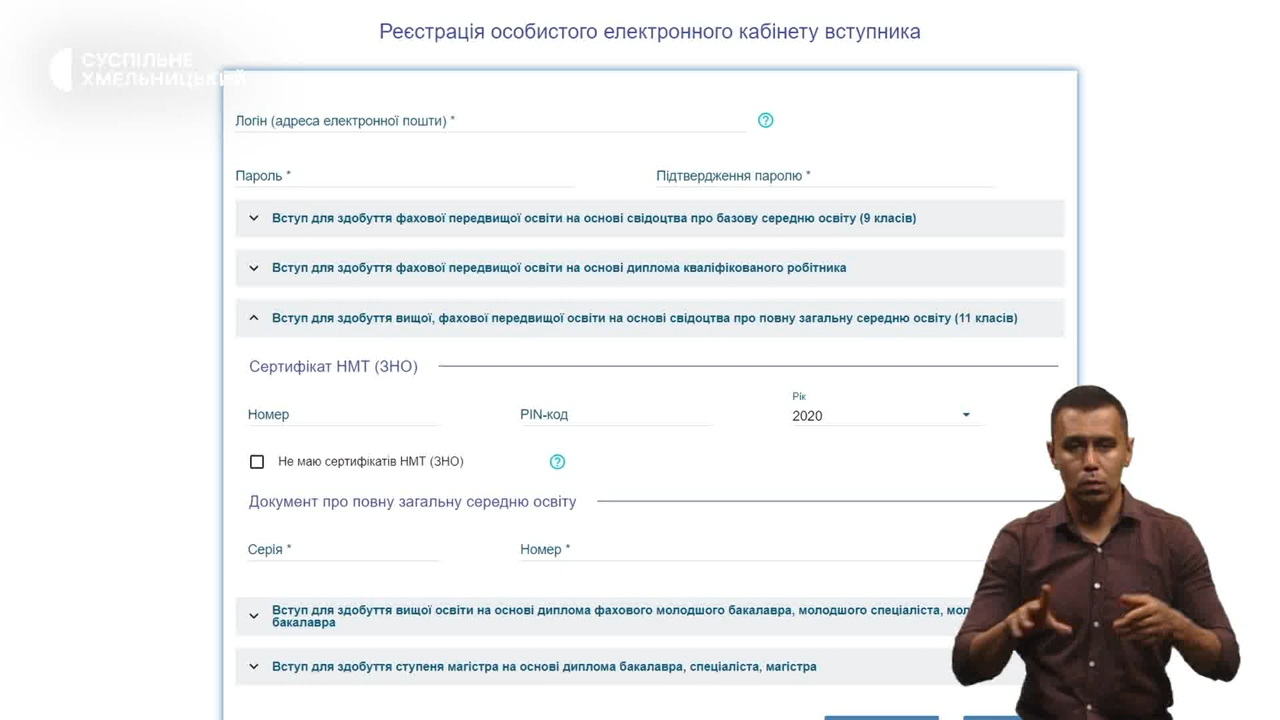 Реєстрація особистого електронного кабінету вступника
СУСПІЛЬНЕ
ХМЕЛЬНИЦЬКИЙ
Логін (адреса електронної пошти) *
Пароль *
Підтвердження паролю *
Вступ для здобуття фахової передвищої освіти на основі свідоцтва про базову середню освіту (9 класів)
Вступ для здобуття фахової передвищої освіти на основі диплома кваліфікованого робітника
Вступ для здобуття вищої, фахової передвищої освіти на основі свідоцтва про повну загальну середню освіту (11 класів)
Сертифікат НМТ (ЗНО)
Номер
PIN-код
Рік
2020
Не маю сертифікатів НМТ (ЗНО)
Документ про повну загальну середню освіту
Серія *
Номер *
Вступ для здобуття вищої освіти на основі диплома фахового молодшого бакалавра, молодшого спеціаліста,
бакалавра
Вступ для здобуття ступеня магістра на основі диплома бакалавра, спеціаліста, магістра